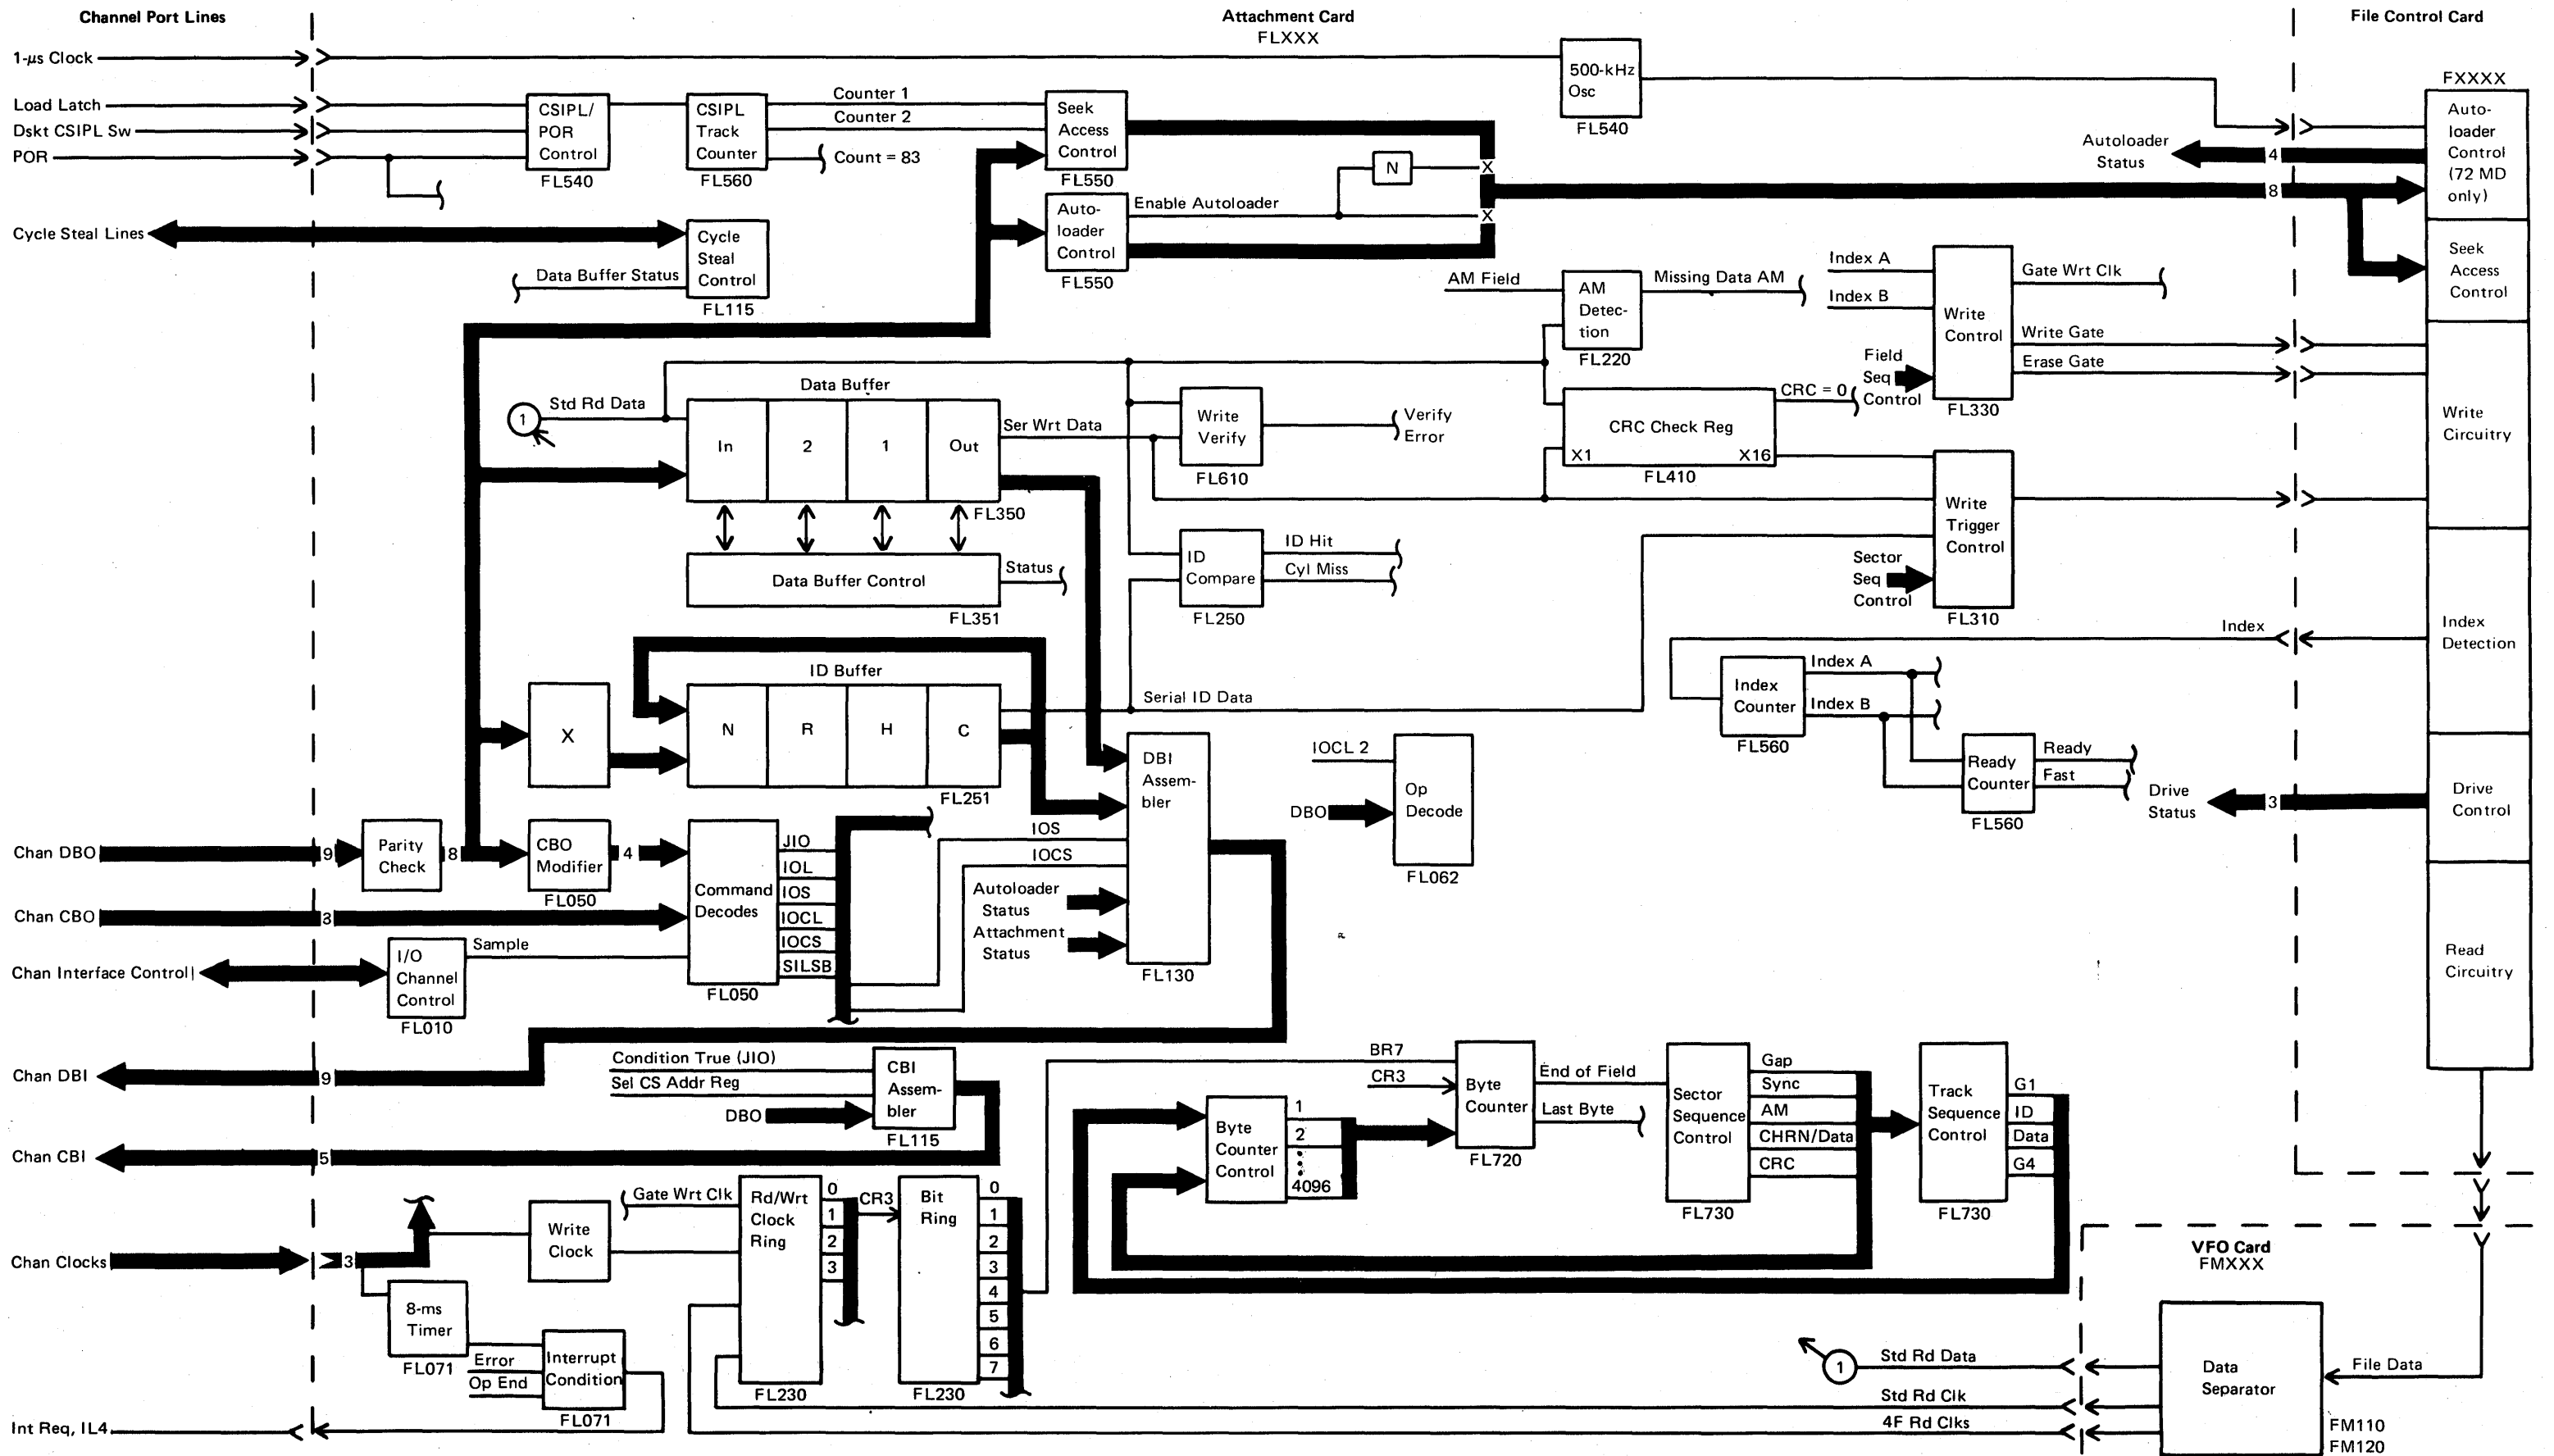 Channel Port Lines
Attachment Card
FLXXX
File Control Card
1-µs Clock
500-kHz
Osc
FL540
FXXXX
Load Latch
Dskt CSIPL Sw
POR
CSIPL/
POR
Control
FL540
CSIPL
Track
Counter
FL560
Counter 1
Counter 2
Count = 83
Seek
Access
Control
FL550
N
X
X
Autoloader
Status
4
8
Auto-
loader
Control
(72 MD
only)
Auto-
loader
Control
FL550
Enable Autoloader
Cycle Steal Lines
Cycle
Steal
Control
FL115
Data Buffer Status
Seek
Access
Control
AM Field
AM
Detec-
tion
FL220
Missing Data AM
Index A
Index B
Write
Control
FL330
Gate Wrt Clk
Write Gate
Erase Gate
Field
Seq
Control
1
Std Rd Data
Data Buffer
In
2
1
Out
FL350
Ser Wrt Data
Write
Verify
FL610
Verify
Error
CRC Check Reg
X1
X16
FL410
CRC = 0
Write
Circuitry
Data Buffer Control
FL351
Status
ID
Compare
FL250
ID Hit
Cyl Miss
Write
Trigger
Control
FL310
Sector
Seq
Control
Index
Index
Detection
X
ID Buffer
N
R
H
C
FL251
Serial ID Data
Index
Counter
FL560
Index A
Index B
Ready
Counter
FL560
Ready
Fast
DBI
Assem-
bler
FL130
IOCL 2
DBO
Op
Decode
FL062
Drive
Status
3
Drive
Control
Chan DBO
9
Parity
Check
8
CBO
Modifier
FL050
4
Command
Decodes
FL050
JIO
IOL
IOS
IOCL
IOCS
SILSB
IOS
IOCS
Autoloader
Status
Attachment
Status
Chan CBO
3
Chan Interface Control
I/O
Channel
Control
FL010
Sample
Read
Circuitry
Chan DBI
9
Condition True (JIO)
Sel CS Addr Reg
DBO
CBI
Assem-
bler
FL115
Chan CBI
5
BR7
CR3
Byte
Counter
FL720
End of Field
Last Byte
Byte
Counter
Control
1
2
4096
Sector
Sequence
Control
FL730
Gap
Sync
AM
CHRN/Data
CRC
Track
Sequence
Control
FL730
G1
ID
Data
G4
Chan Clocks
3
Write
Clock
Gate Wrt Clk
Rd/Wrt
Clock
Ring
FL230
0
1
2
3
CR3
Bit
Ring
FL230
0
1
2
3
4
5
6
7
8-ms
Timer
FL071
Error
Op End
Interrupt
Condition
FL071
Int Req, IL4
VFO Card
FMXXX
1
Std Rd Data
Std Rd Clk
4F Rd Clks
Data
Separator
File Data
FM110
FM120